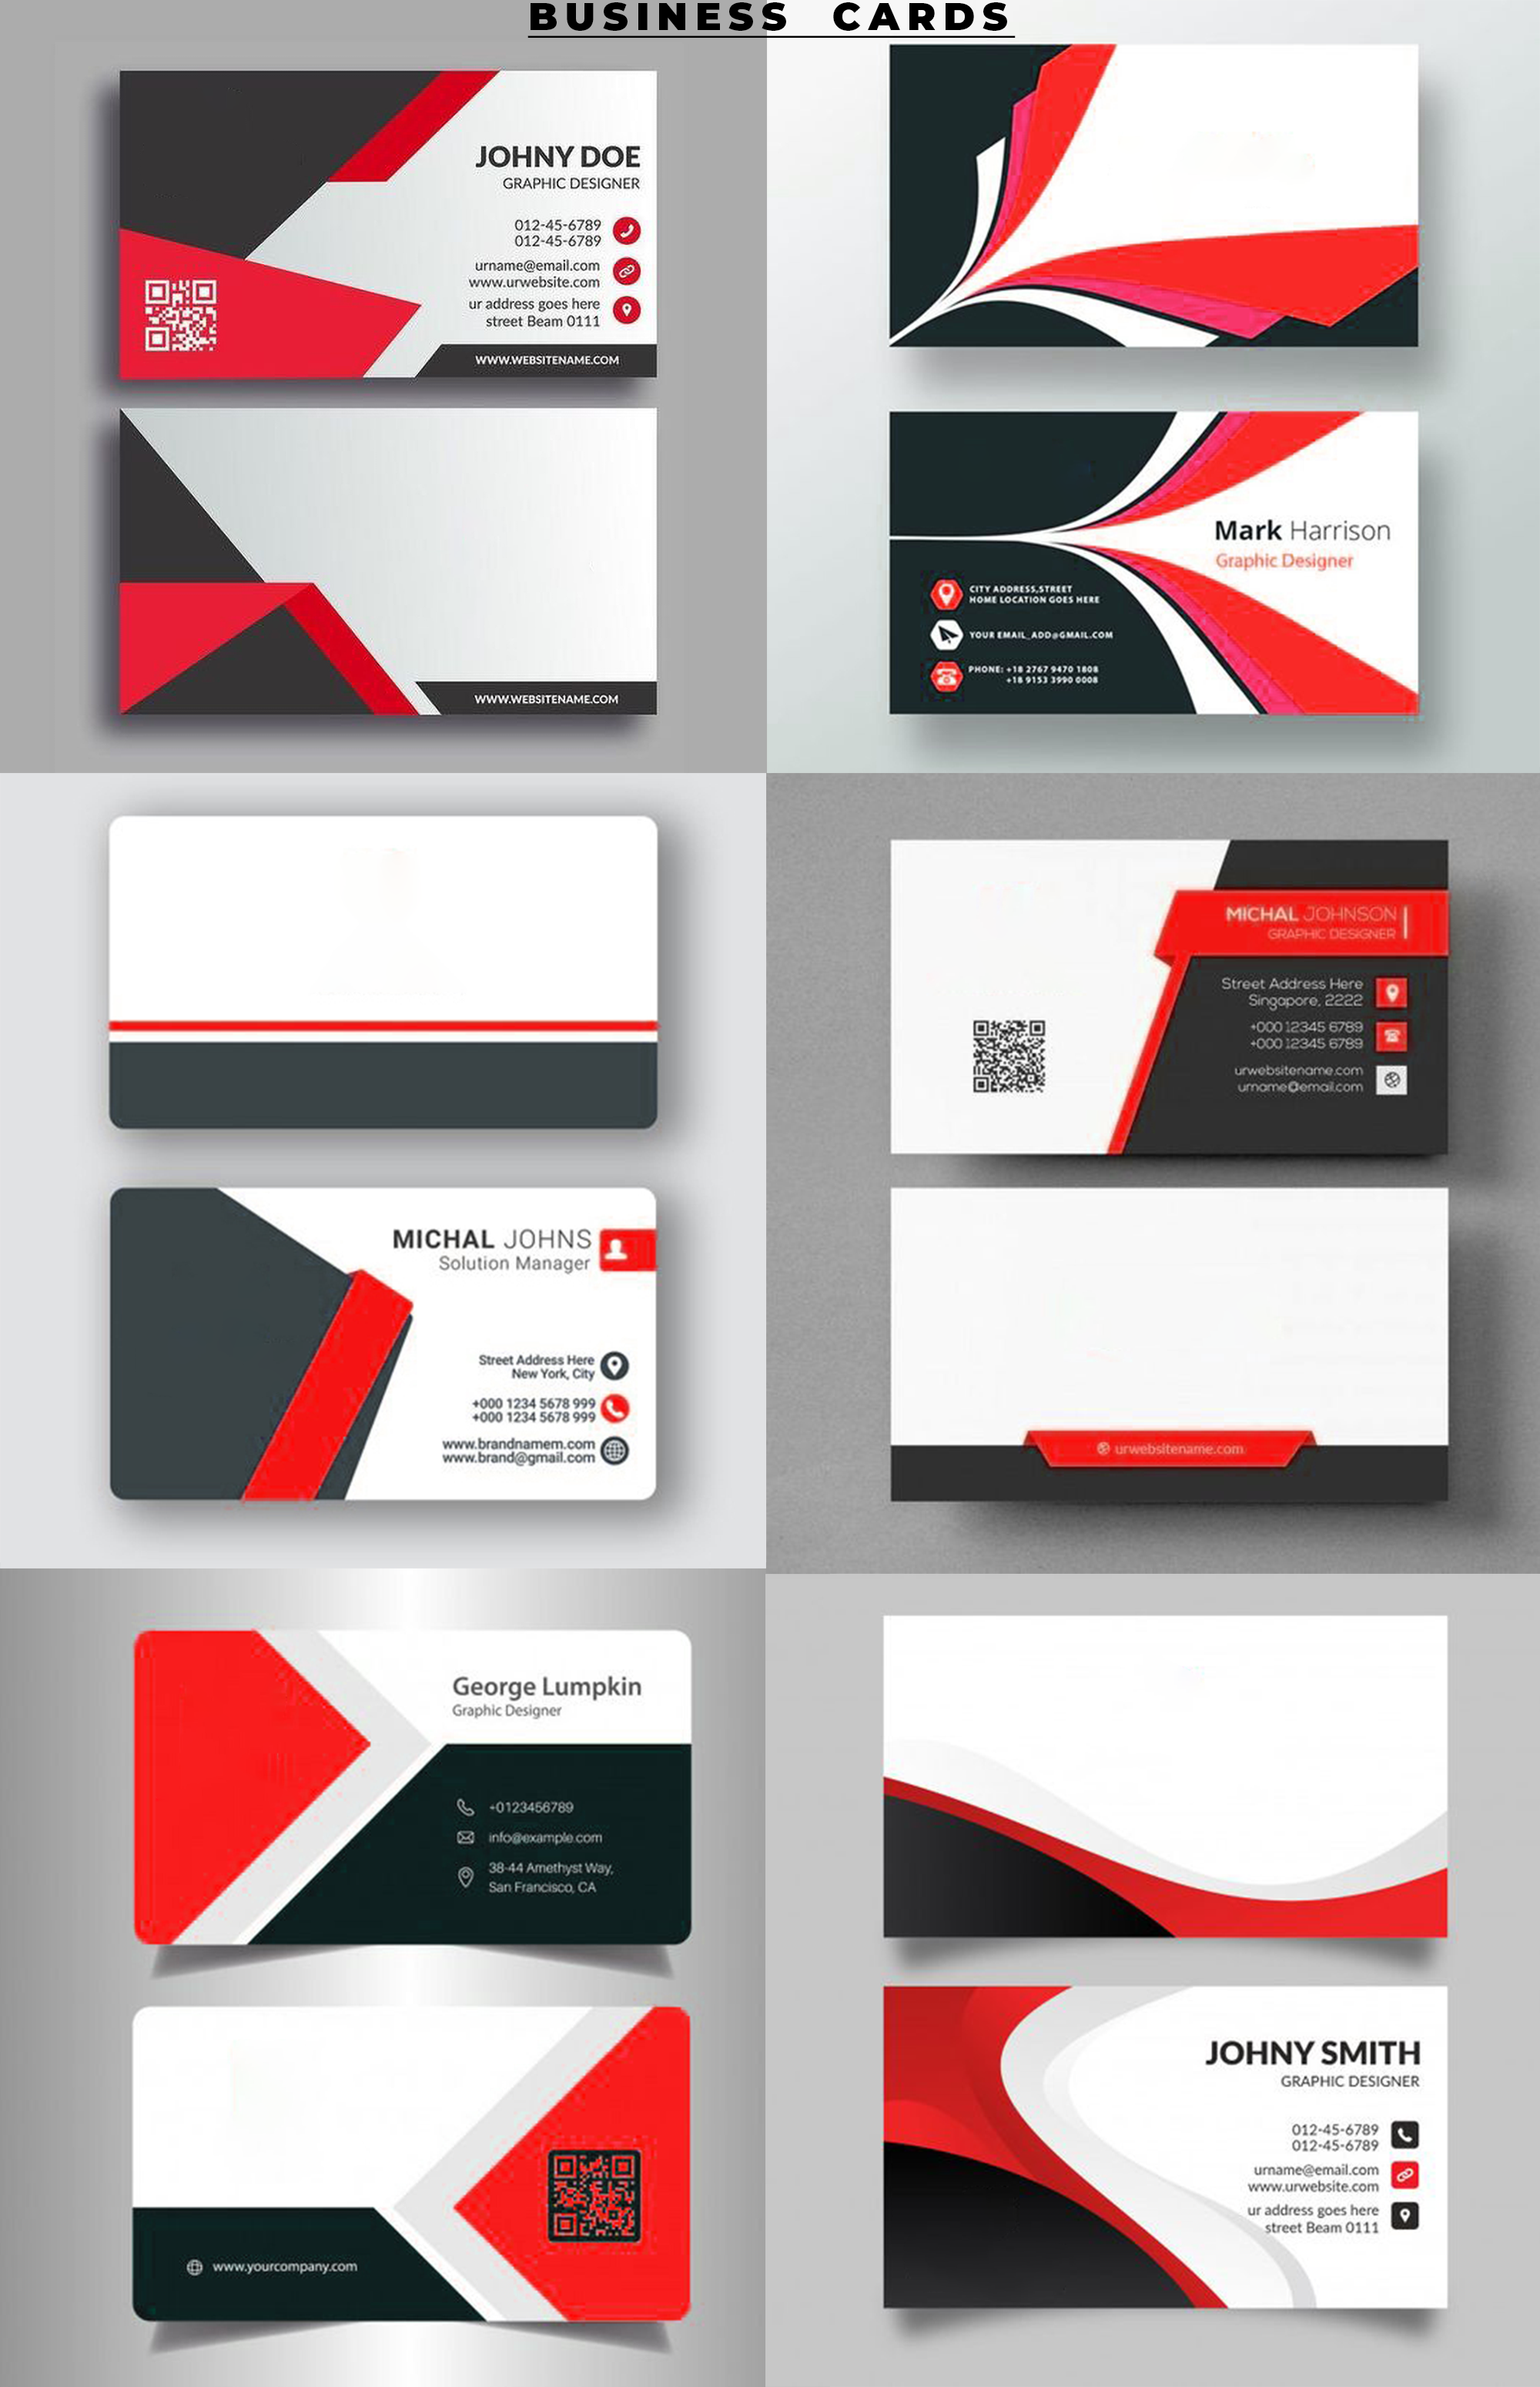 BUSINESS CARDS
JOHNY DOE
GRAPHIC DESIGNER
012-45-6789
012-45-6789
urname@email.com
www.urwebsite.com
ur address goes here
street Beam 0111
WWW.WEBSITENAME.COM
WWW.WEBSITENAME.COM
Mark Harrison
Graphic Designer
CITY ADDRESS,STREET
HOME LOCATION GOES HERE
YOUR EMAIL_ADD@GMAIL.COM
PHONE: +18 2767 9470 1808
+18 9153 3990 0008
MICHAL JOHNS
Solution Manager
Street Address Here
New York, City
+000 1234 5678 999
+000 1234 5678 999
www.brandnamem.com
www.brand@gmail.com
MICHAL JOHNSON
GRAPHIC DESIGNER
Street Address Here
Singapore, 2222
+000 12345 6789
+000 12345 6789
urwebsitename.com
urname@email.com
urwebsitename.com
George Lumpkin
Graphic Designer
+0123456789
info@example.com
38-44 Amethyst Way,
San Francisco, CA
www.yourcompany.com
JOHNY SMITH
GRAPHIC DESIGNER
012-45-6789
012-45-6789
urname@email.com
www.urwebsite.com
ur address goes here
street Beam 0111